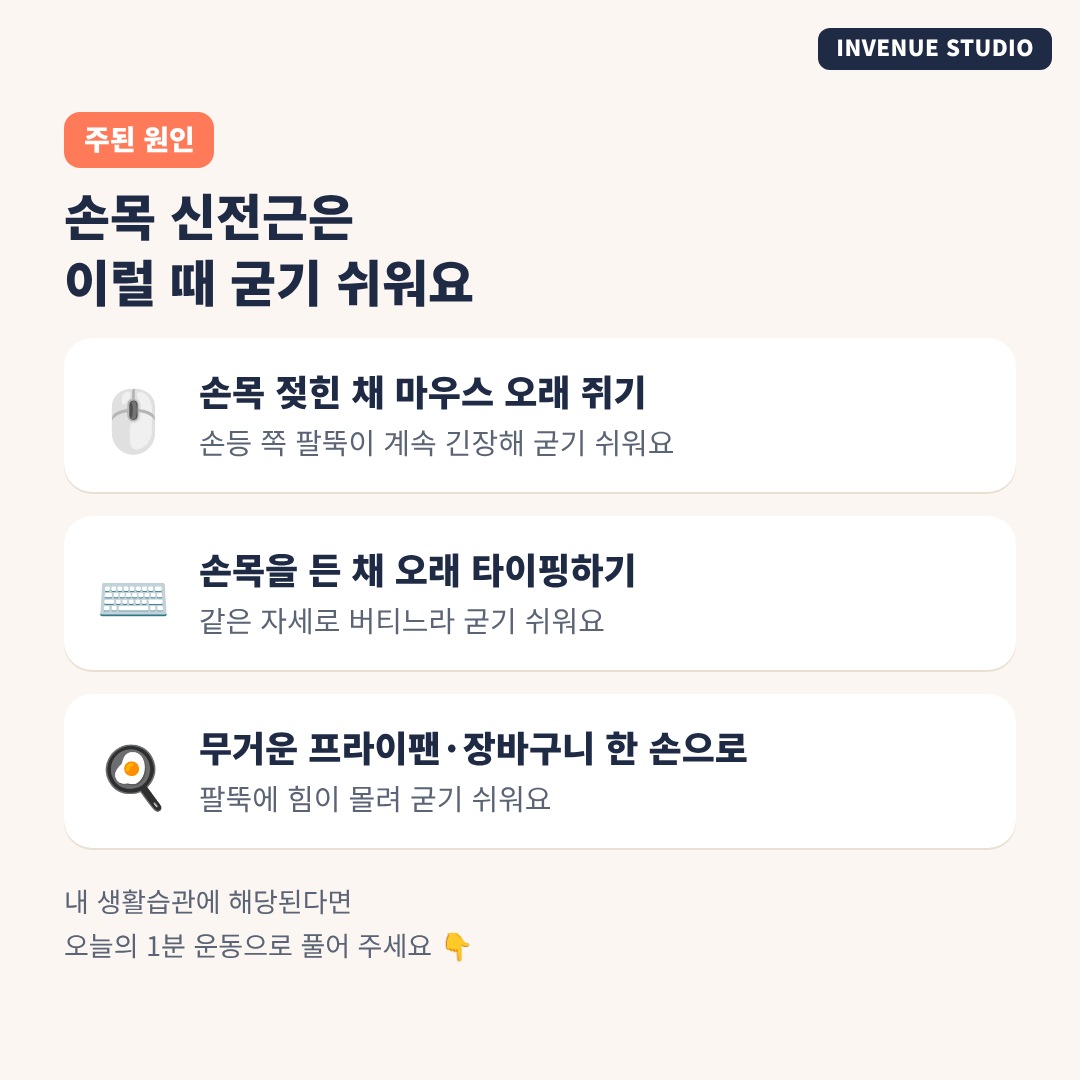 INVENUE STUDIO
주된 원인
손목 신전근은
이럴 때 굳기 쉬워요
손목 젖힌 채 마우스 오래 쥐기
손등 쪽 팔뚝이 계속 긴장해 굳기 쉬워요
손목을 든 채 오래 타이핑하기
같은 자세로 버티느라 굳기 쉬워요
무거운 프라이팬·장바구니 한 손으로
팔뚝에 힘이 몰려 굳기 쉬워요
내 생활습관에 해당된다면
오늘의 1분 운동으로 풀어 주세요 👇